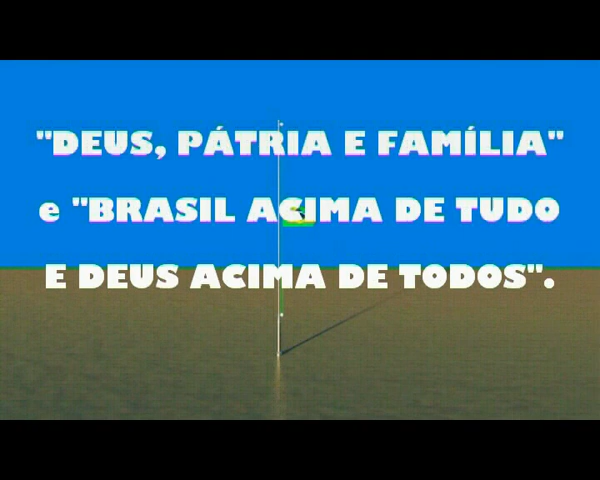 "DEUS, PÁTRIA E FAMÍLIA"
e "BRASIL ACIMA DE TUDO
E DEUS ACIMA DE TODOS".